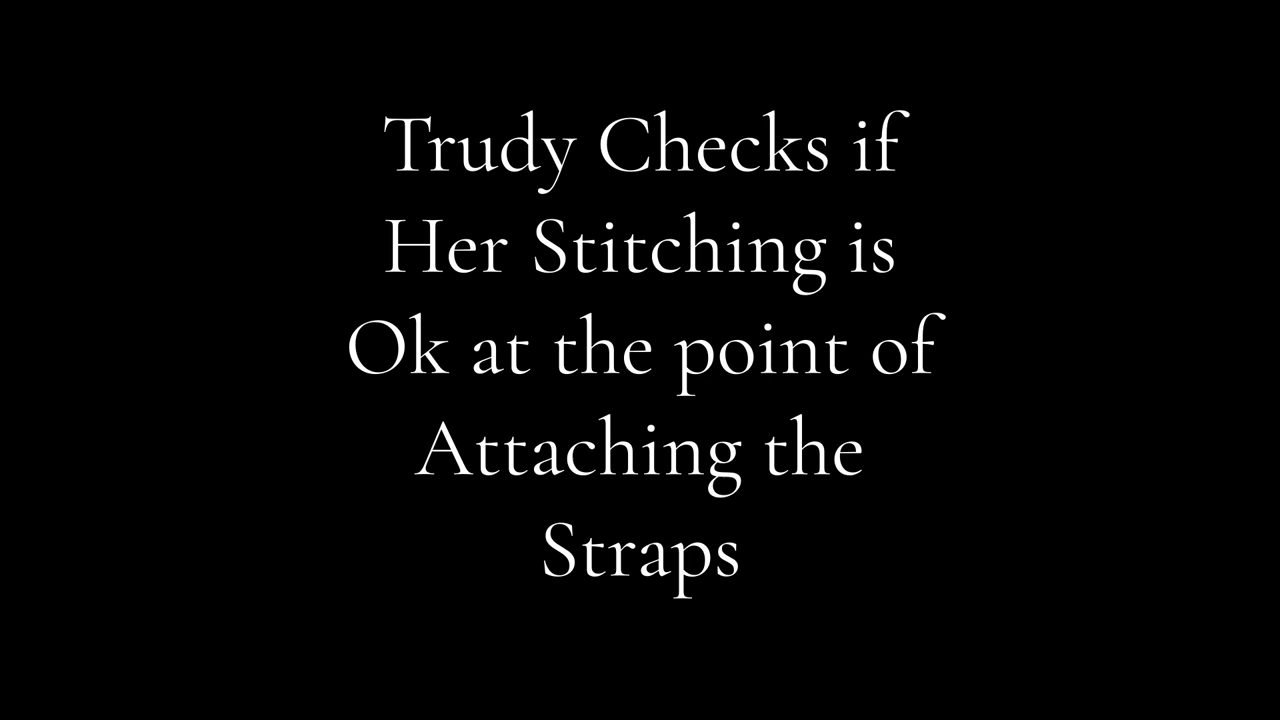 Trudy Checks if
Her Stitching is
Ok at the point of
Attaching the
Straps